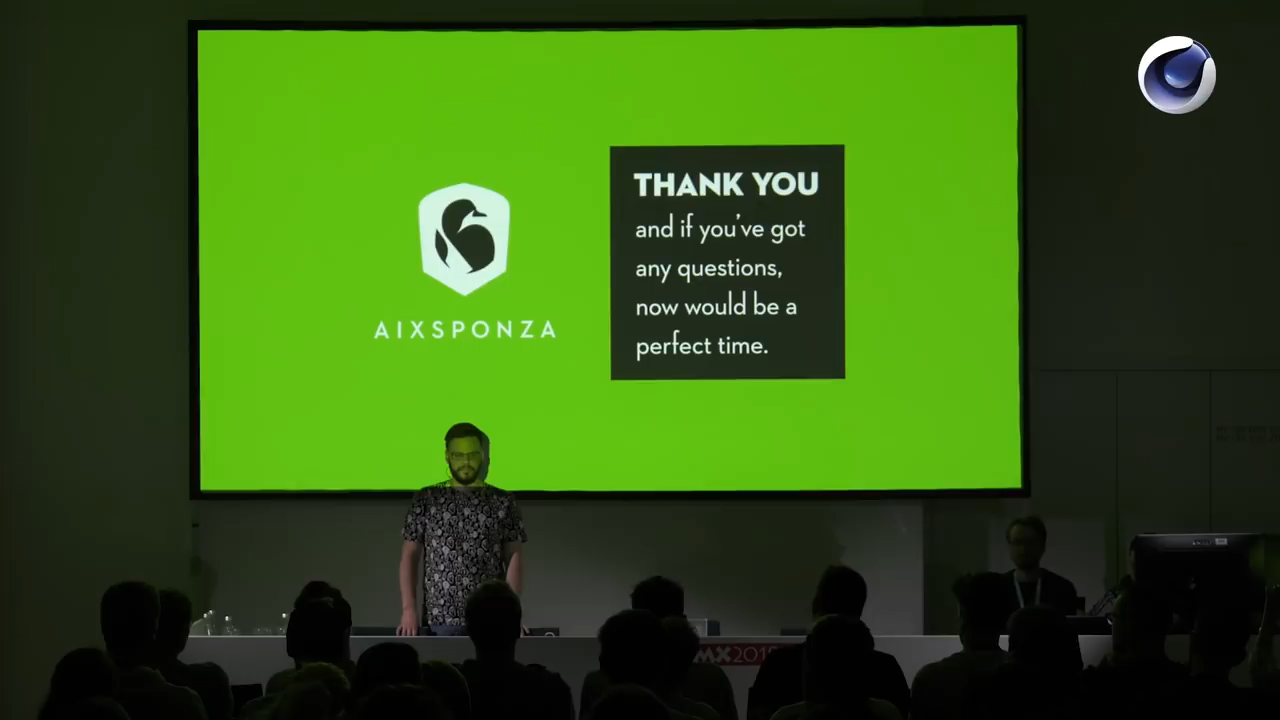 AIXSPONZA
THANK YOU
and if you've got
any questions,
now would be a
perfect time.